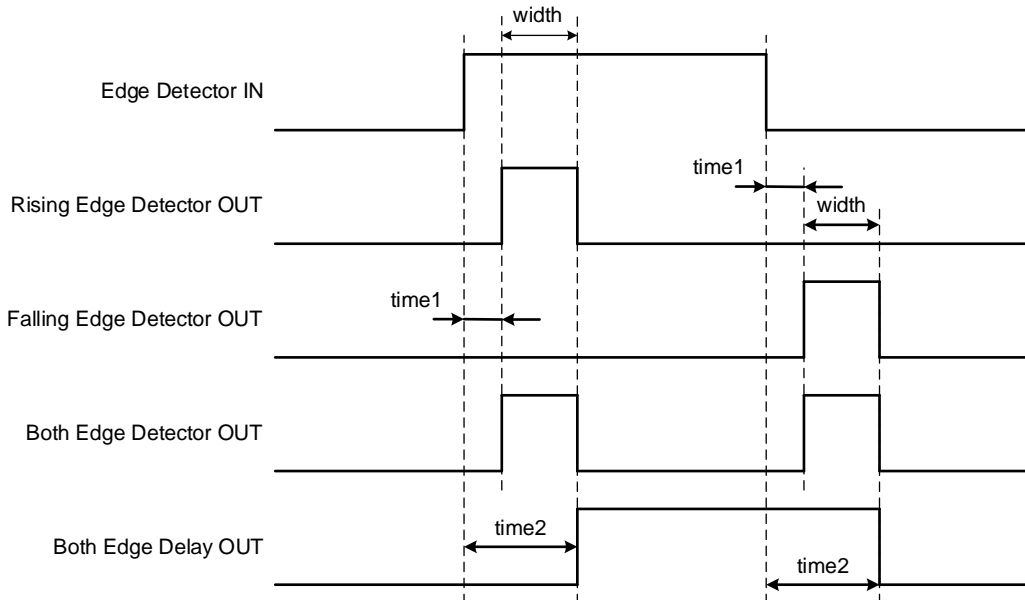 width
Edge Detector IN
time1
Rising Edge Detector OUT
width
time1
Falling Edge Detector OUT
Both Edge Detector OUT
time2
Both Edge Delay OUT
time2